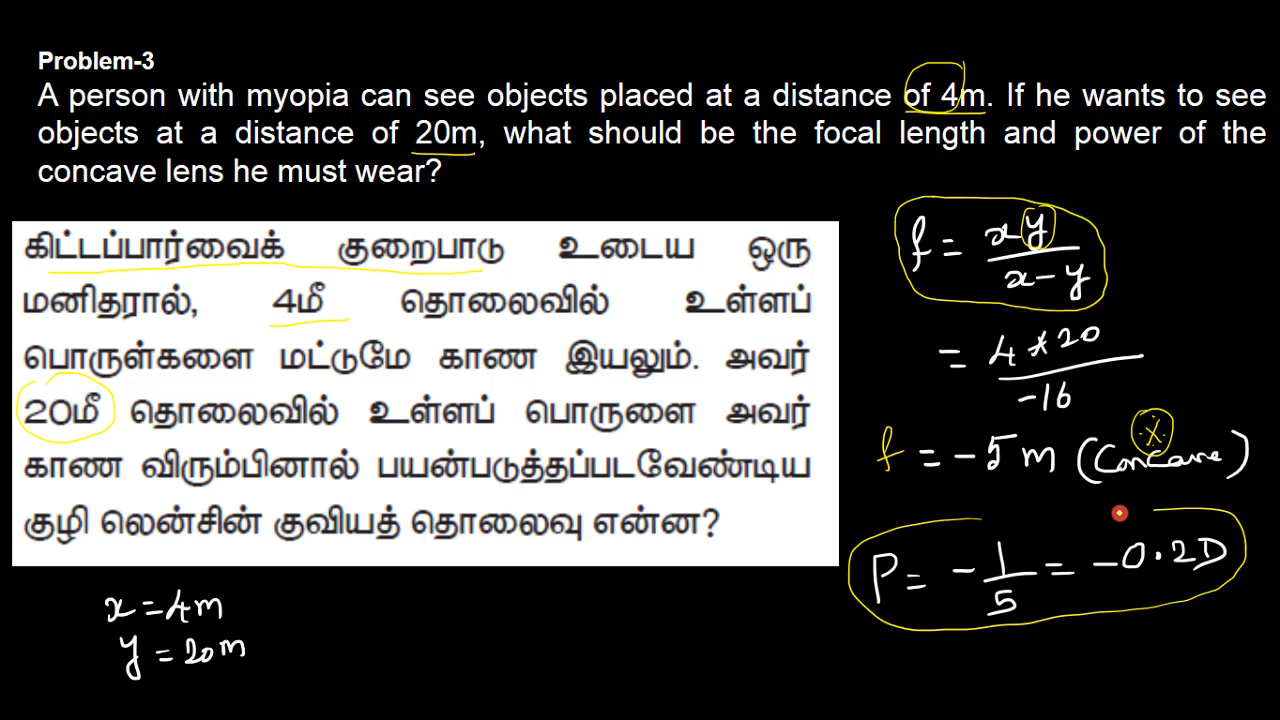 Problem-3
A person with myopia can see objects placed at a distance of 4m. If he wants to see
objects at a distance of 20m, what should be the focal length and power of the
concave lens he must wear?
கிட்டப்பார்வைக் குறைபாடு உடைய ஒரு
மனிதரால், 4மீ தொலைவில் உள்ளப்
பொருள்களை மட்டுமே காண இயலும். அவர்
20மீ தொலைவில் உள்ளப் பொருளை அவர்
காண விரும்பினால் பயன்படுத்தப்படவேண்டிய
குழி லென்சின் குவியத் தொலைவு என்ன?
x = 4m
y = 20m
f = xy
x - y
= 4 * 20
-16
f = -5 m (Concave)
P = - 1/5 = -0.2D